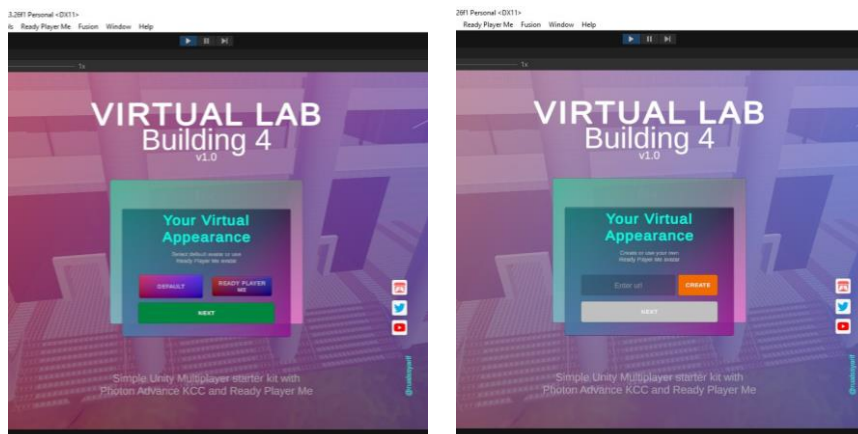 3.26f1 Personal <DX11>
Ready Player Me Fusion Window Help
1x
VIRTUAL LAB
Building 4
v1.0
Your Virtual
Appearance
Select default avatar or use
Ready Player Me avatar
DEFAULT
READY PLAYER
ME
NEXT
Simple Unity Multiplayer starter kit with
Photon Advance KCC and Ready Player Me
26f1 Personal <DX11>
Ready Player Me Fusion Window Help
1x
VIRTUAL LAB
Building 4
v1.0
Your Virtual
Appearance
Create or use your own
Ready Player Me avatar
Enter url
CREATE
NEXT
Simple Unity Multiplayer starter kit with
Photon Advance KCC and Ready Player Me